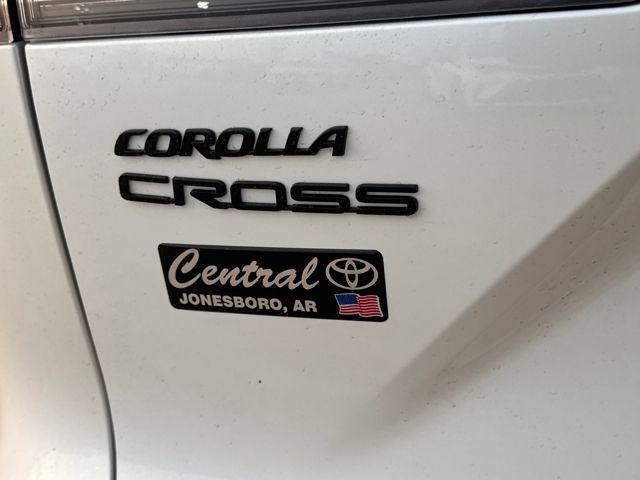 COROLLA
CROSS
Central
JONESBORO, AR